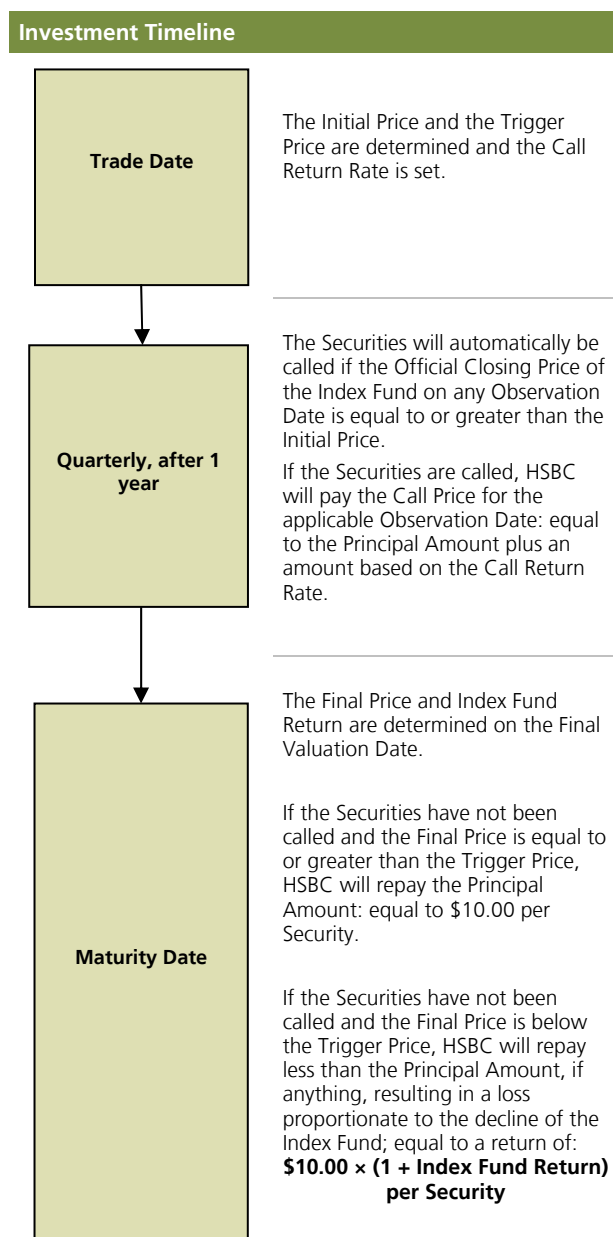 Investment Timeline
Trade Date
The Initial Price and the Trigger
Price are determined and the Call
Return Rate is set.
Quarterly, after 1
year
The Securities will automatically be
called if the Official Closing Price of
the Index Fund on any Observation
Date is equal to or greater than the
Initial Price.
If the Securities are called, HSBC
will pay the Call Price for the
applicable Observation Date: equal
to the Principal Amount plus an
amount based on the Call Return
Rate.
Maturity Date
The Final Price and Index Fund
Return are determined on the Final
Valuation Date.
If the Securities have not been
called and the Final Price is equal to
or greater than the Trigger Price,
HSBC will repay the Principal
Amount: equal to $10.00 per
Security.
If the Securities have not been
called and the Final Price is below
the Trigger Price, HSBC will repay
less than the Principal Amount, if
anything, resulting in a loss
proportionate to the decline of the
Index Fund; equal to a return of:
$10.00 × (1 + Index Fund Return)
per Security